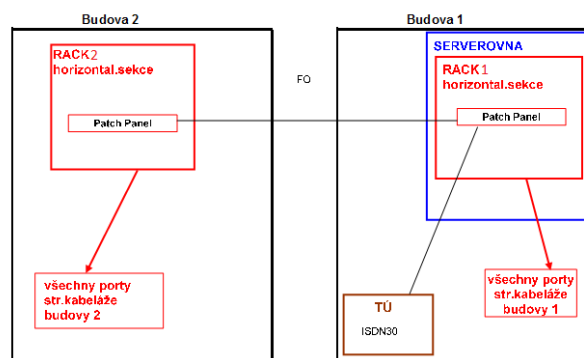 Budova 2
Budova 1
RACK2
horizontal.sekce
Patch Panel
FO
SERVEROVNA
RACK1
horizontal.sekce
Patch Panel
všechny porty
str.kabeláže
budovy 2
TÚ
ISDN30
všechny porty
str.kabeláže
budovy 1